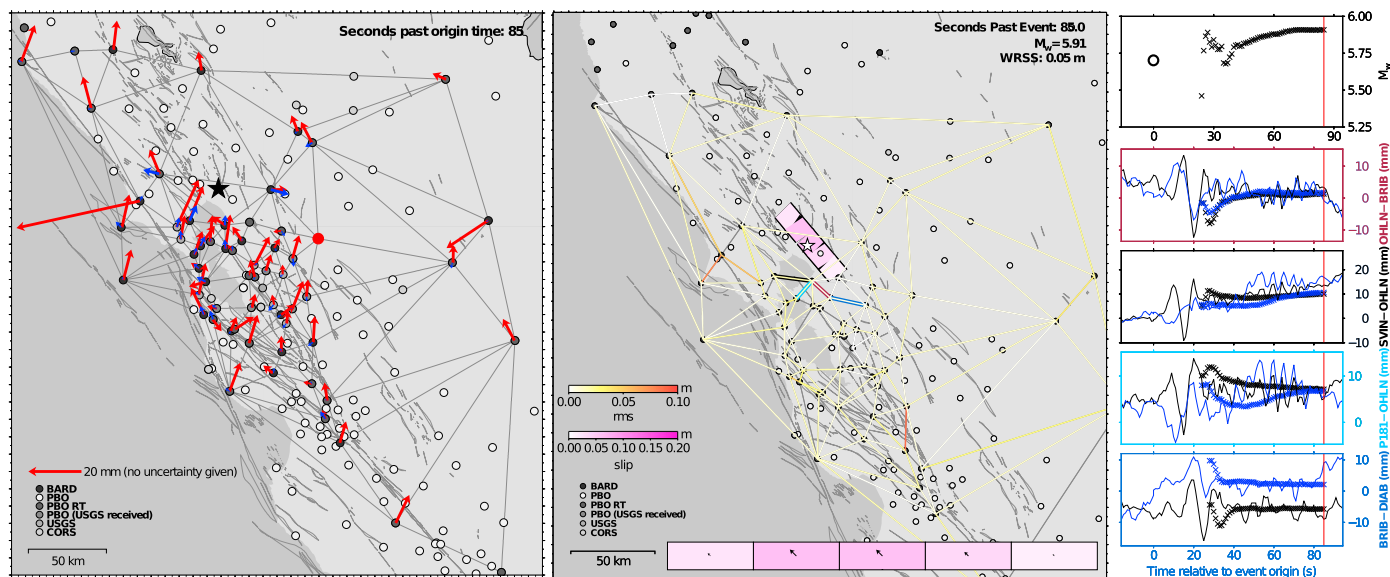 Seconds past origin time: 85
20 mm (no uncertainty given)
BARD
PBO
PBO RT
PBO (USGS received)
USGS
CORS
50 km
Seconds Past Event: 85.0
Mw=5.91
WRSS: 0.05 m
m
0.00 0.05 0.10
rms
m
0.00 0.05 0.10 0.15 0.20
slip
BARD
PBO
PBO RT
PBO (USGS received)
USGS
CORS
50 km
6.00
5.75
5.50
5.25
Mw
0 30 60 90
10
0
−10
OHLN−BRIB (mm)
20
10
0
−10
SVIN−OHLN (mm)
10
0
P181−OHLN (mm)
10
0
−10
BRIB−DIAB (mm)
0 20 40 60 80
Time relative to event origin (s)